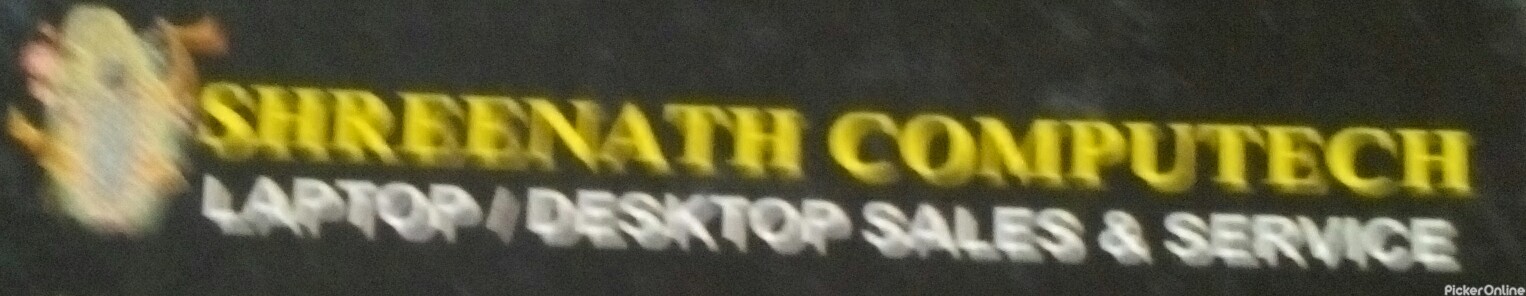 SHREENATH COMPUTECH
LAPTOP / DESKTOP SALES & SERVICE
PickerOnline